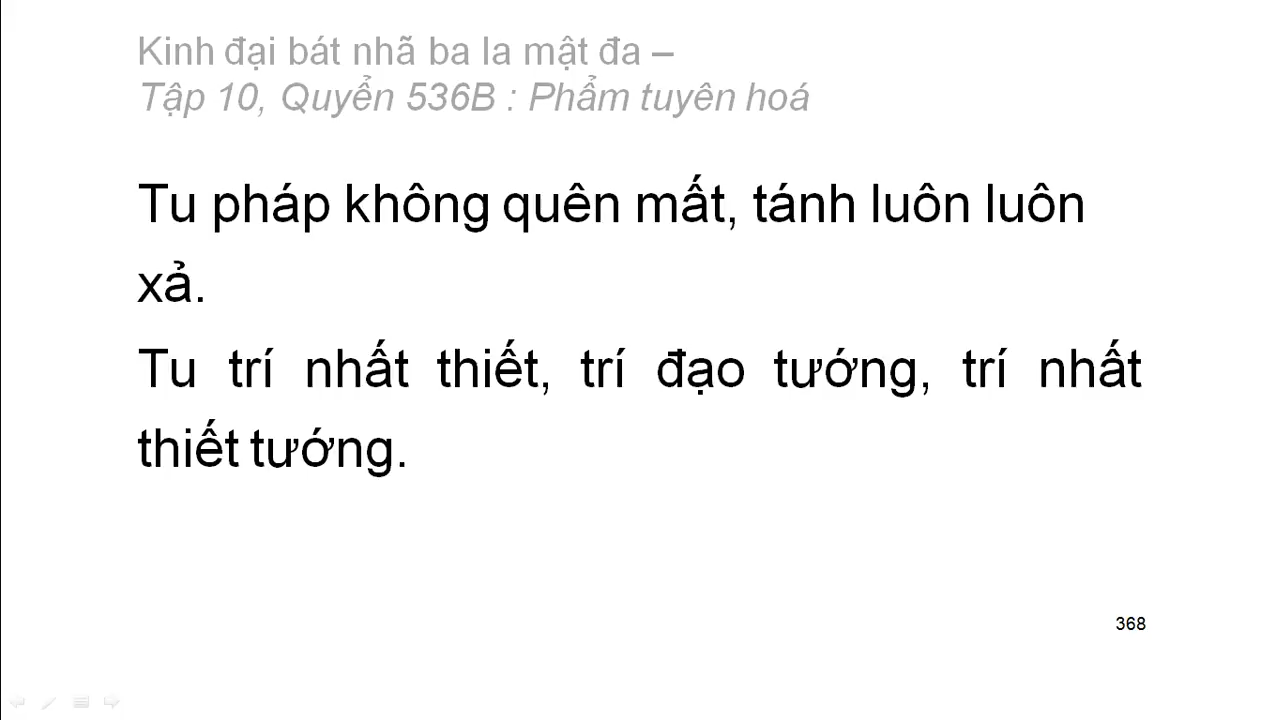 Kinh đại bát nhã ba la mật đa –
Tập 10, Quyển 536B : Phẩm tuyên hoá
Tu pháp không quên mất, tánh luôn luôn
xả.
Tu trí nhất thiết, trí đạo tướng, trí nhất
thiết tướng.
368